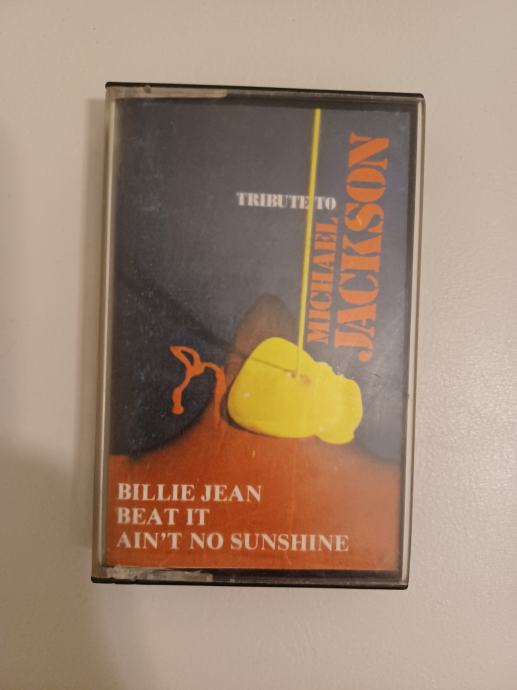 TRIBUTE TO
MICHAEL
JACKSON
BILLIE JEAN
BEAT IT
AIN'T NO SUNSHINE